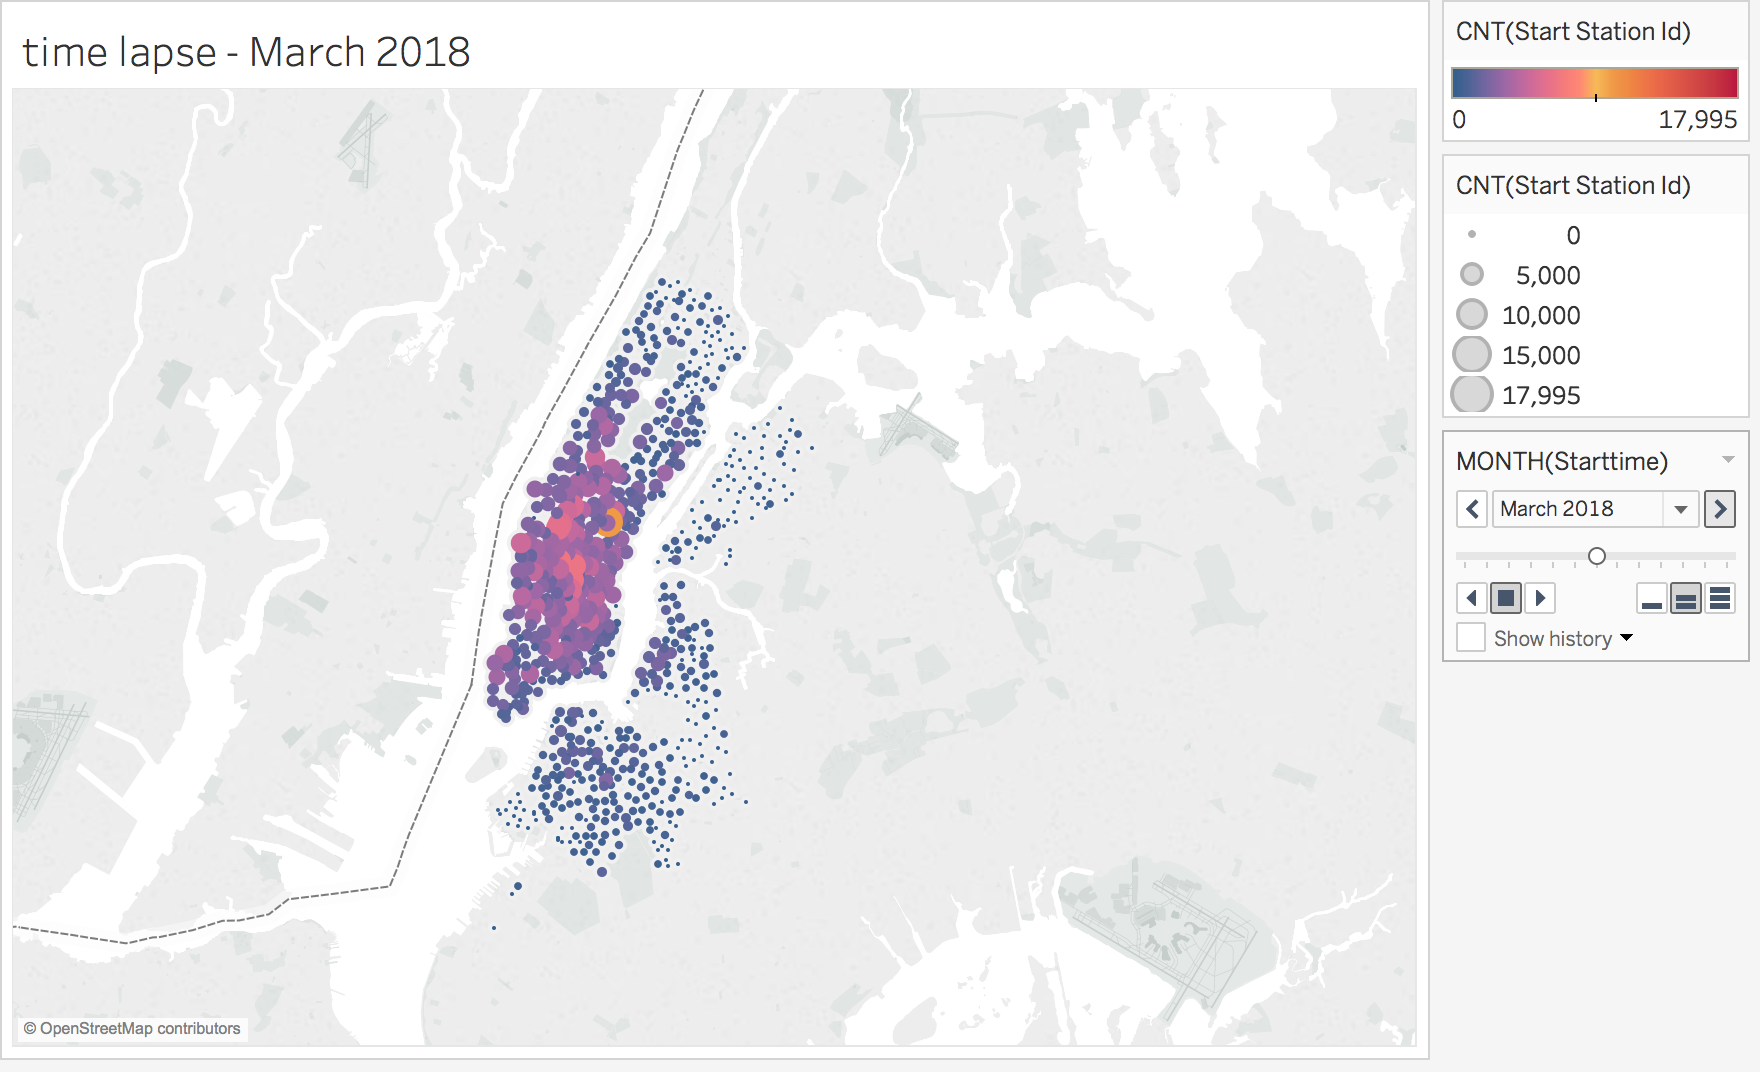 time lapse - March 2018
© OpenStreetMap contributors
CNT(Start Station Id)
0 17,995
CNT(Start Station Id)
0
5,000
10,000
15,000
17,995
MONTH(Starttime)
March 2018
Show history